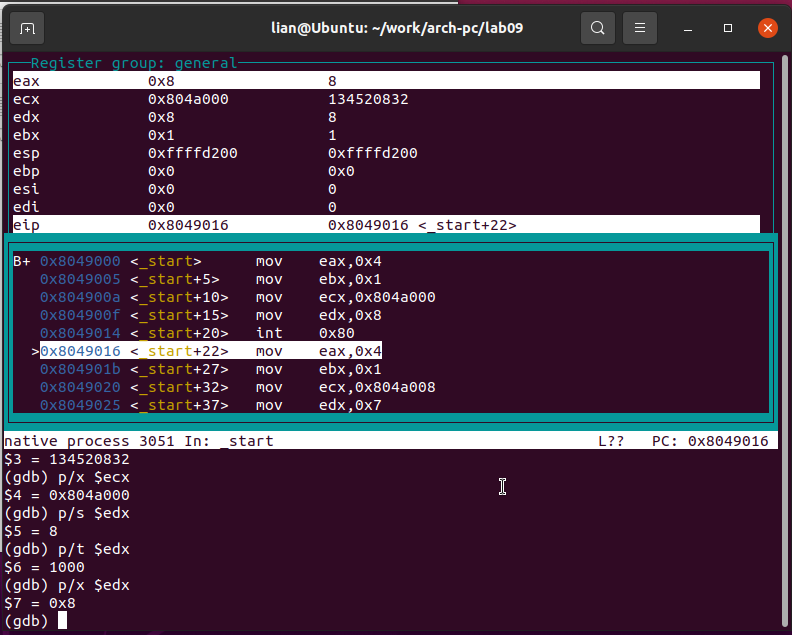 lian@Ubuntu: ~/work/arch-pc/lab09
Register group: general
eax 0x8 8
ecx 0x804a000 134520832
edx 0x8 8
ebx 0x1 1
esp 0xffffd200 0xffffd200
ebp 0x0 0x0
esi 0x0 0
edi 0x0 0
eip 0x8049016 0x8049016 <_start+22>
B+ 0x8049000 <_start> mov eax,0x4
0x8049005 <_start+5> mov ebx,0x1
0x804900a <_start+10> mov ecx,0x804a000
0x804900f <_start+15> mov edx,0x8
0x8049014 <_start+20> int 0x80
>0x8049016 <_start+22> mov eax,0x4
0x804901b <_start+27> mov ebx,0x1
0x8049020 <_start+32> mov ecx,0x804a008
0x8049025 <_start+37> mov edx,0x7
native process 3051 In: _start L?? PC: 0x8049016
$3 = 134520832
(gdb) p/x $ecx
$4 = 0x804a000
(gdb) p/s $edx
$5 = 8
(gdb) p/t $edx
$6 = 1000
(gdb) p/x $edx
$7 = 0x8
(gdb)